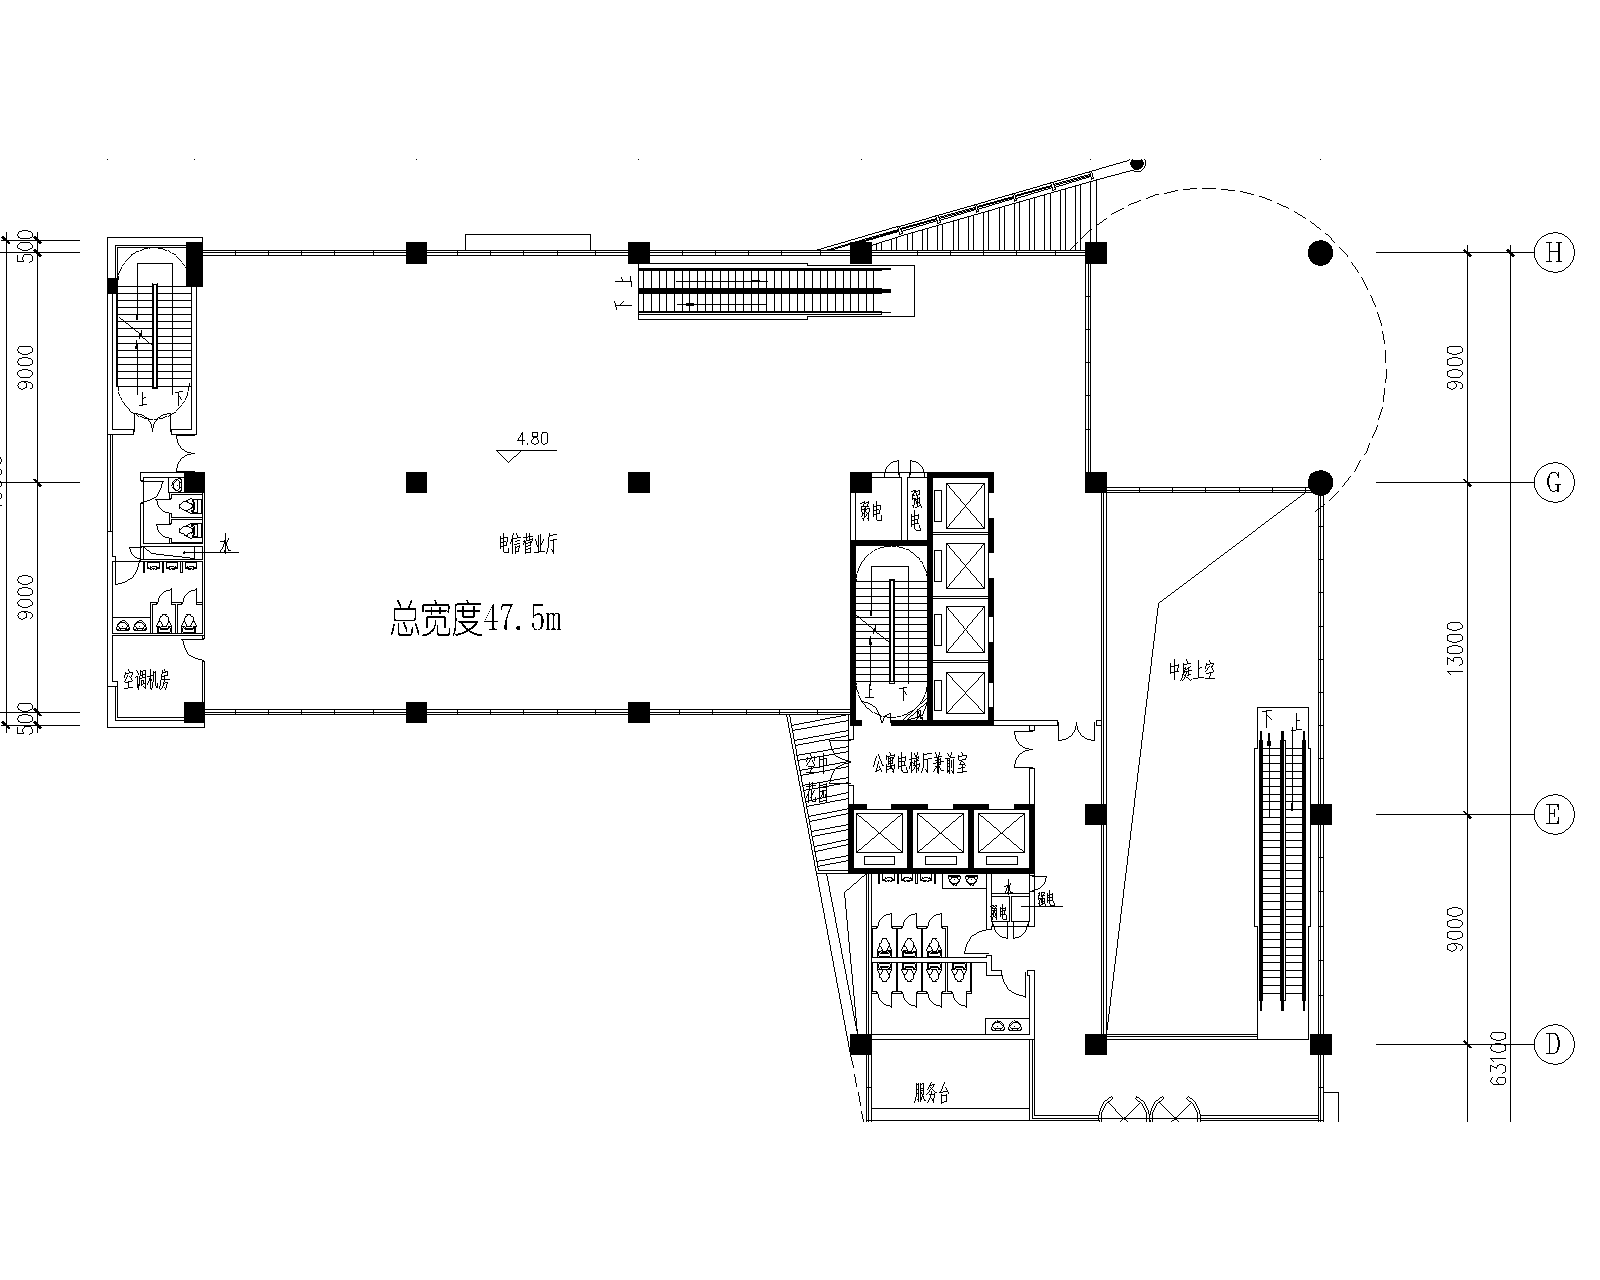 500
H
上
下
9000
9000
上
下
4.80
G
弱电
强电
水
电信营业厅
9000
总宽度47.5m
13000
中庭上空
空调机房
上
下
500
下
上
公寓电梯厅兼前室
空中
花园
E
水
强电
弱电
9000
D
63100
服务台